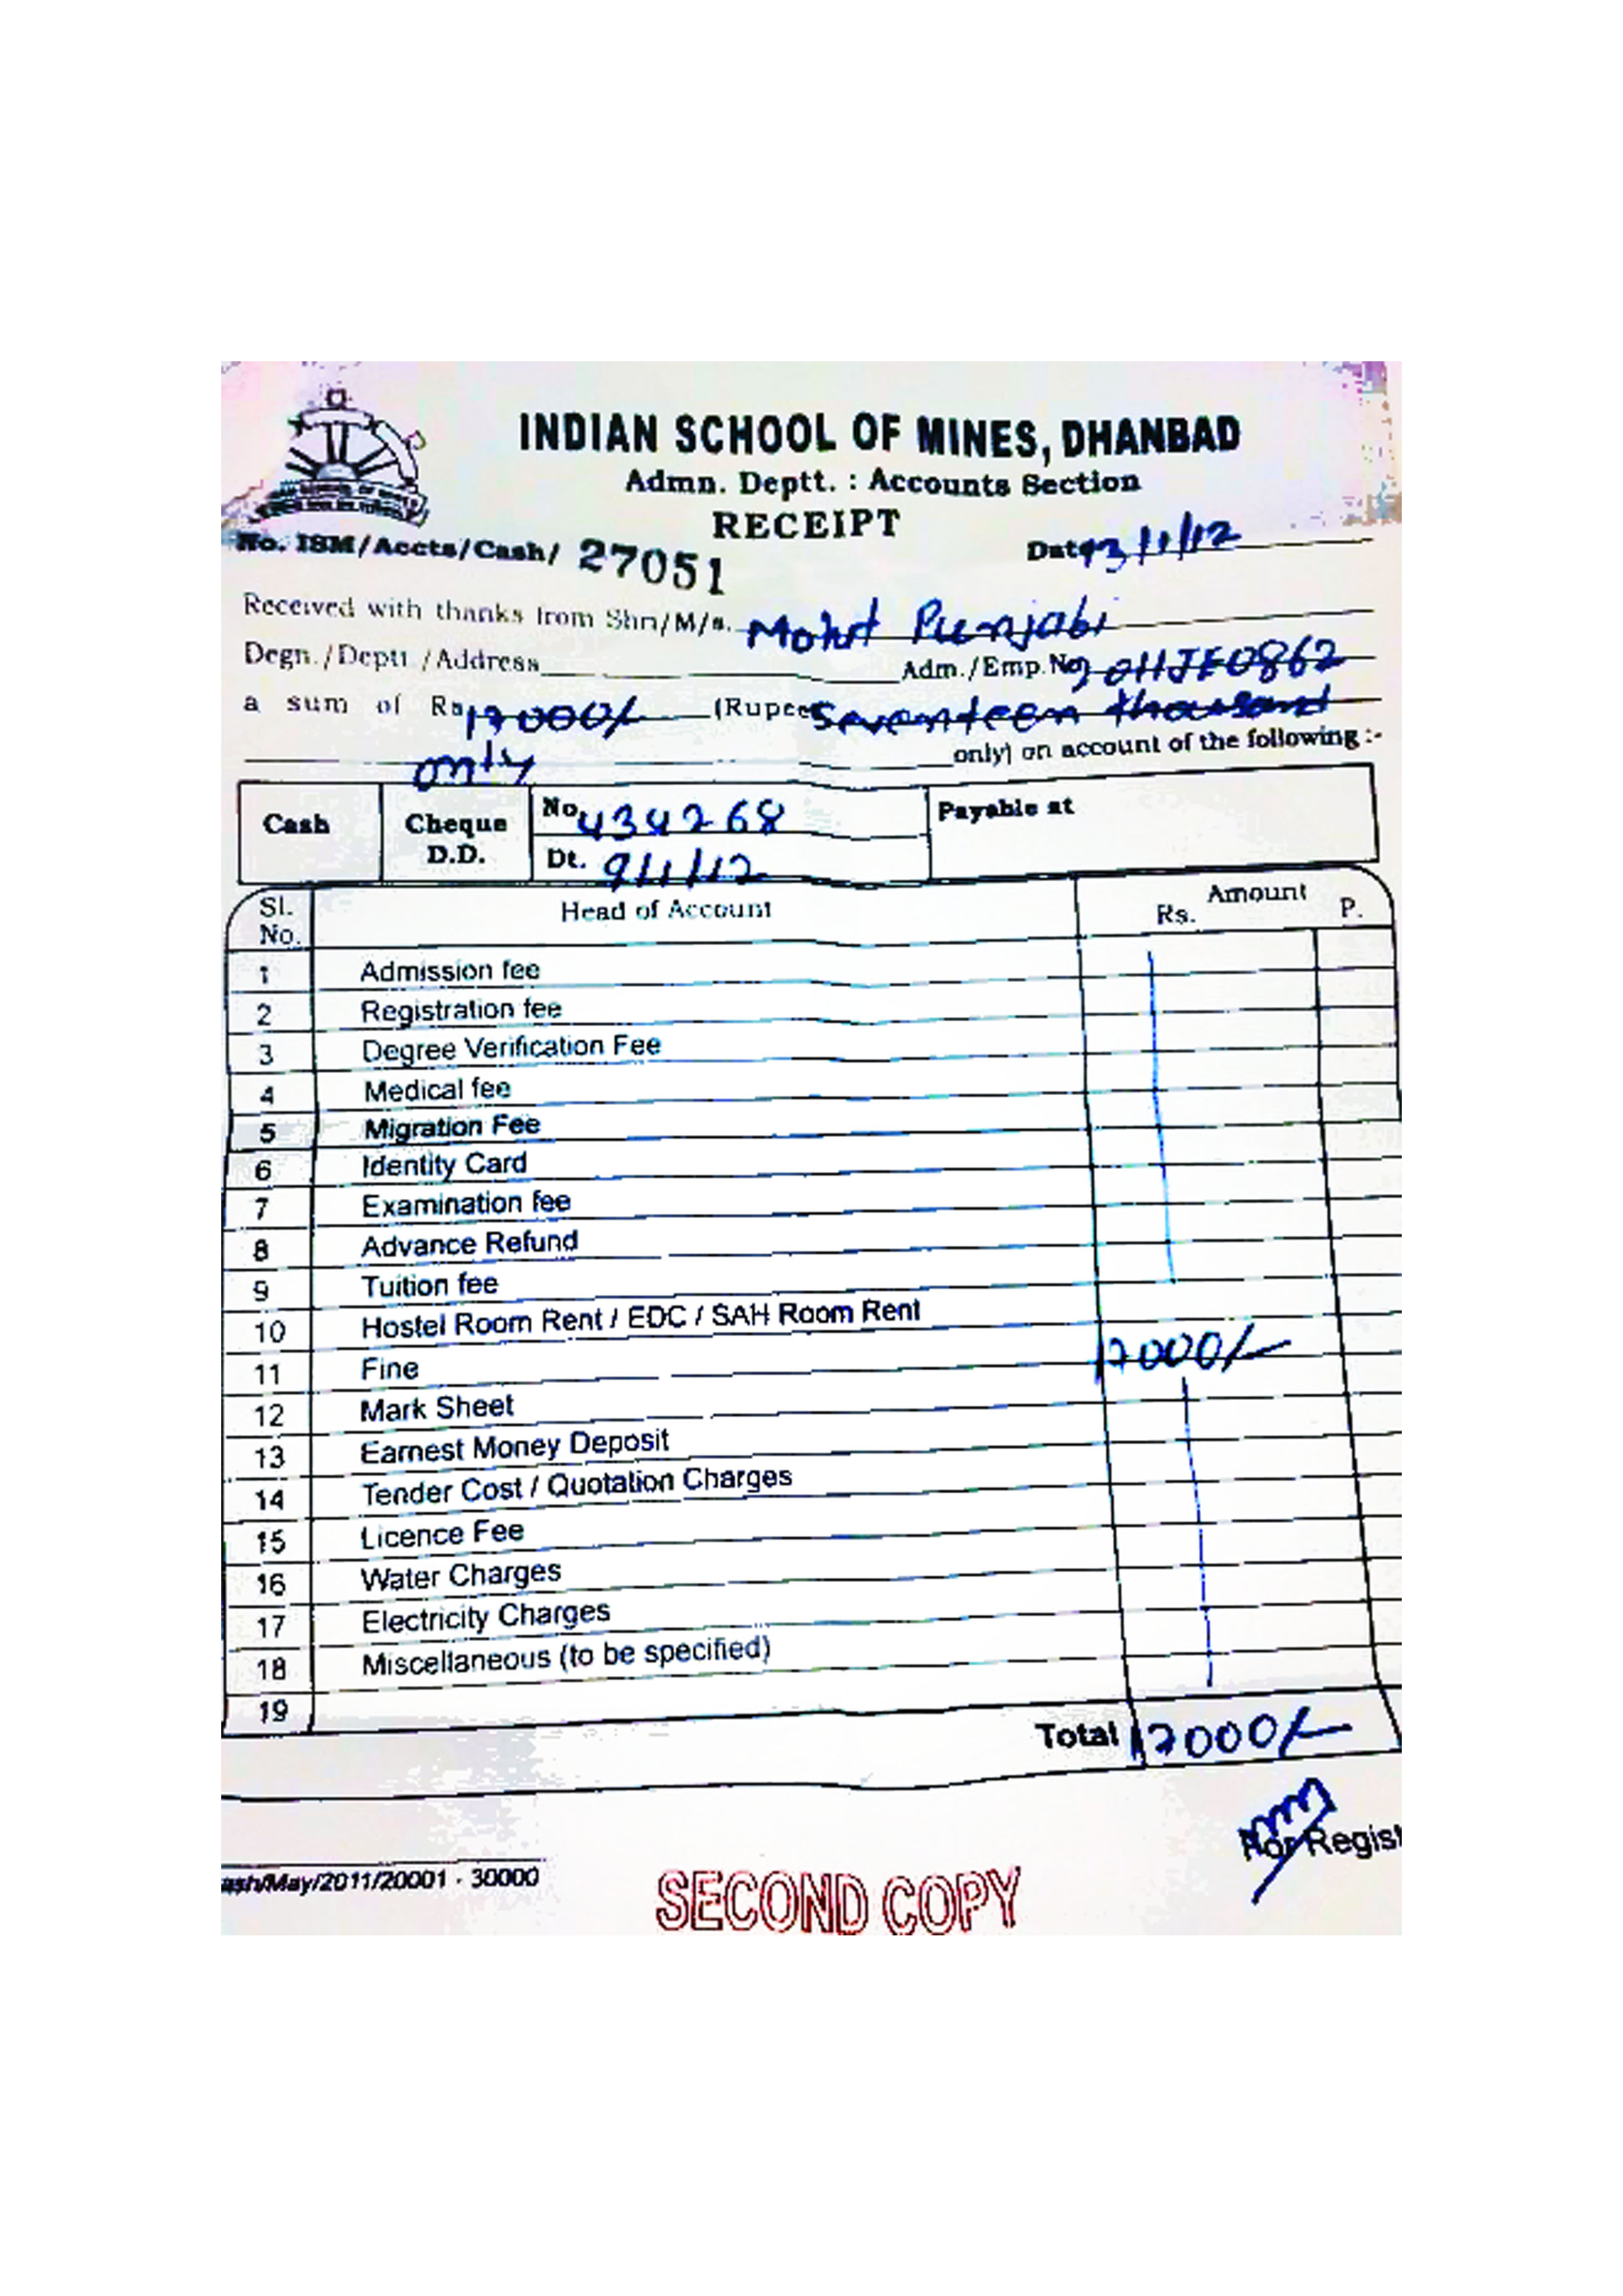 INDIAN SCHOOL OF MINES, DHANBAD
Admn. Deptt. : Accounts Section
RECEIPT
No. ISM/Accts/Cash/ 27051 Date 13/1/12
Received with thanks from Shri/M/s. Mohit Punjabi
Degn./Deptt./Address Adm./Emp.No 2011JE0862
a sum of Rs 17000/- (Rupees Seventeen thousand
only only) on account of the following :-
Cash Cheque D.D. No. 434268 Payable at
Dt. 9/1/12
Sl. No. Head of Account Amount Rs. P.
1 Admission fee
2 Registration fee
3 Degree Verification Fee
4 Medical fee
5 Migration Fee
6 Identity Card
7 Examination fee
8 Advance Refund
9 Tuition fee
10 Hostel Room Rent / EDC / SAH Room Rent
11 Fine 17000/-
12 Mark Sheet
13 Earnest Money Deposit
14 Tender Cost / Quotation Charges
15 Licence Fee
16 Water Charges
17 Electricity Charges
18 Miscellaneous (to be specified)
19
Total 17000/-
For Regist
ash/May/2011/20001 - 30000
SECOND COPY